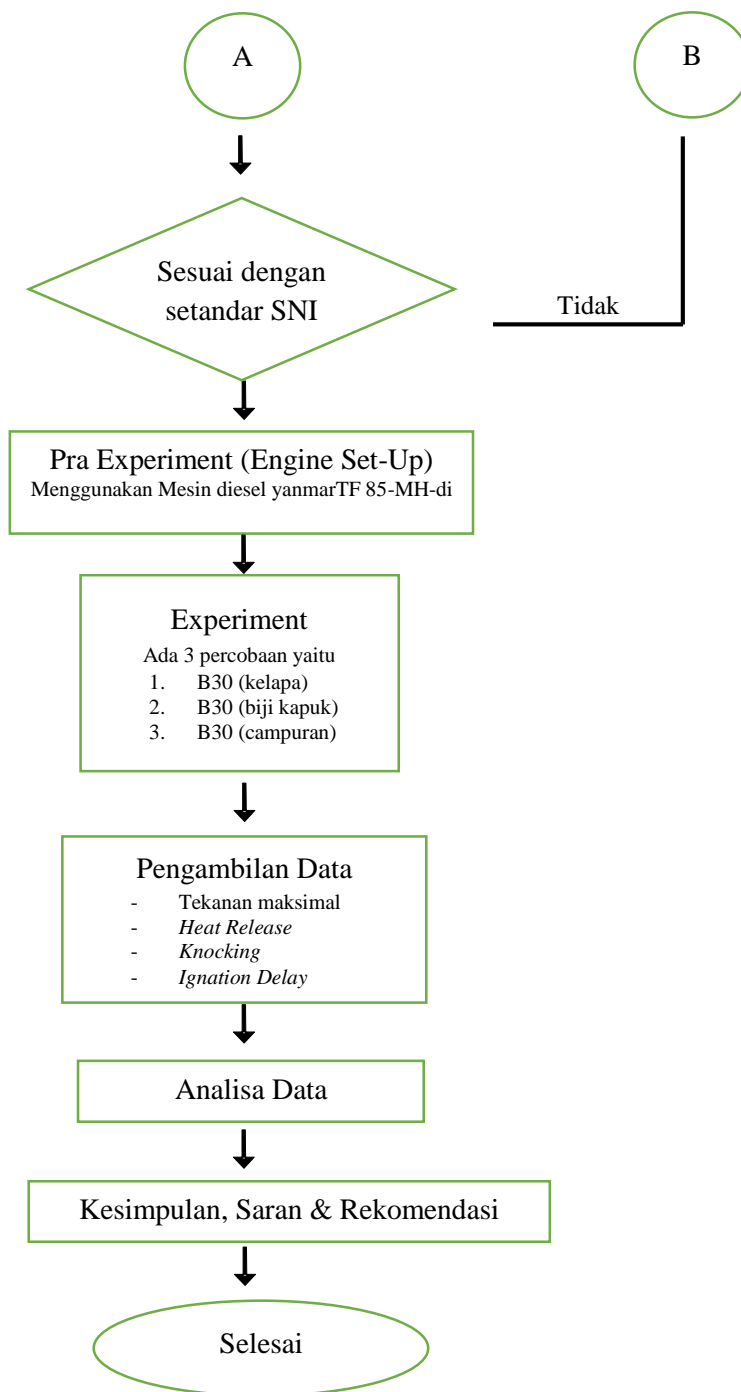 A
B
Sesuai dengan
setandar SNI
Tidak
Pra Experiment (Engine Set-Up)
Menggunakan Mesin diesel yanmarTF 85-MH-di
Experiment
Ada 3 percobaan yaitu
1. B30 (kelapa)
2. B30 (biji kapuk)
3. B30 (campuran)
Pengambilan Data
- Tekanan maksimal
- Heat Release
- Knocking
- Ignation Delay
Analisa Data
Kesimpulan, Saran & Rekomendasi
Selesai